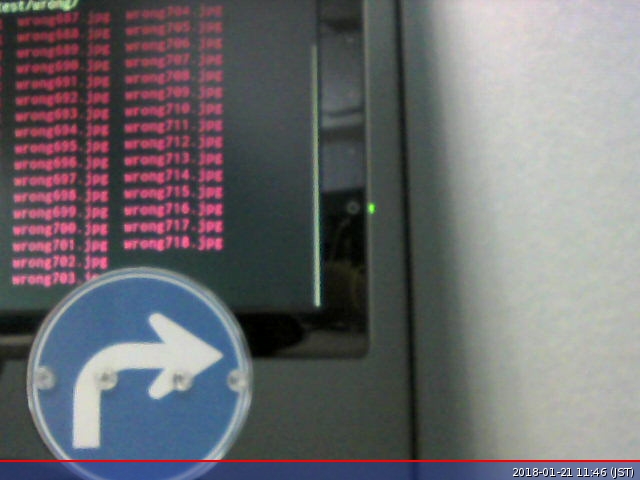 test/wrong/
wrong687.jpg wrong704.jpg
wrong688.jpg wrong705.jpg
wrong689.jpg wrong706.jpg
wrong690.jpg wrong707.jpg
wrong691.jpg wrong708.jpg
wrong692.jpg wrong709.jpg
wrong693.jpg wrong710.jpg
wrong694.jpg wrong711.jpg
wrong695.jpg wrong712.jpg
wrong696.jpg wrong713.jpg
wrong697.jpg wrong714.jpg
wrong698.jpg wrong715.jpg
wrong699.jpg wrong716.jpg
wrong700.jpg wrong717.jpg
wrong701.jpg wrong718.jpg
wrong702.jpg
wrong703.jp
2018-01-21 11:46 (JST)